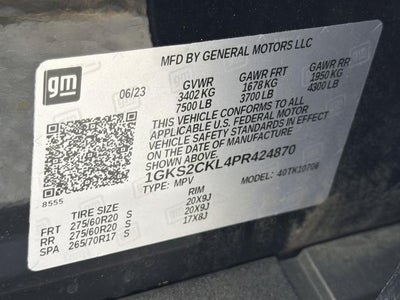 MFD BY GENERAL MOTORS LLC
gm
06/23 GVWR GAWR FRT GAWR RR
3402 KG 1678 KG 1950 KG
7500 LB 3700 LB 4300 LB
THIS VEHICLE CONFORMS TO ALL
APPLICABLE U.S. FEDERAL MOTOR
VEHICLE SAFETY STANDARDS IN EFFECT
ON THE DATE OF MANUFACTURE
SHOWN ABOVE.
1GKS2CKL4PR424870
8555 TYPE: MPV MODEL: 40TK10706
RIM
FRT 275/60R20 S 20X9J
RR 275/60R20 S 20X9J
SPA 265/70R17 S 17X8J